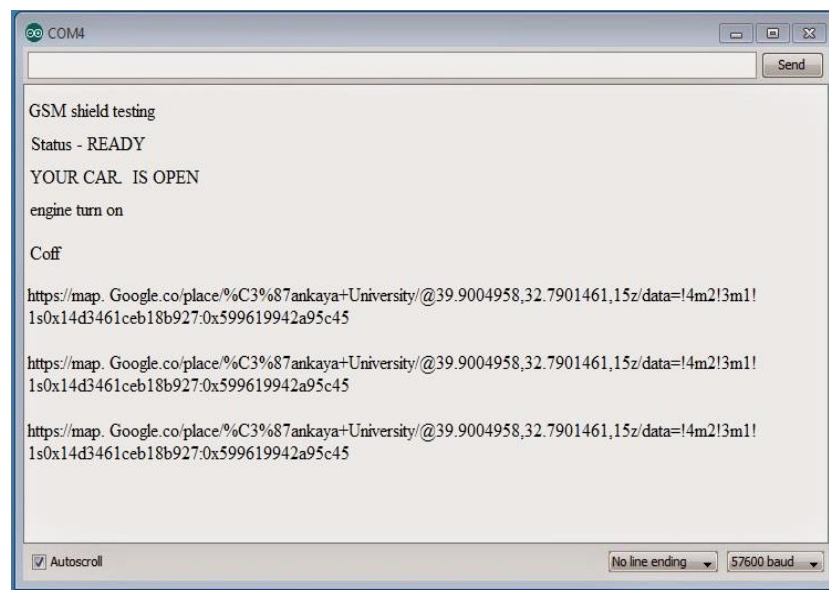 COM4
Send
GSM shield testing
Status - READY
YOUR CAR. IS OPEN
engine turn on
Coff
https://map. Google.co/place/%C3%87ankaya+University/@39.9004958,32.7901461,15z/data=!4m2!3m1!
1s0x14d3461ceb18b927:0x599619942a95c45
https://map. Google.co/place/%C3%87ankaya+University/@39.9004958,32.7901461,15z/data=!4m2!3m1!
1s0x14d3461ceb18b927:0x599619942a95c45
https://map. Google.co/place/%C3%87ankaya+University/@39.9004958,32.7901461,15z/data=!4m2!3m1!
1s0x14d3461ceb18b927:0x599619942a95c45
Autoscroll
No line ending
57600 baud